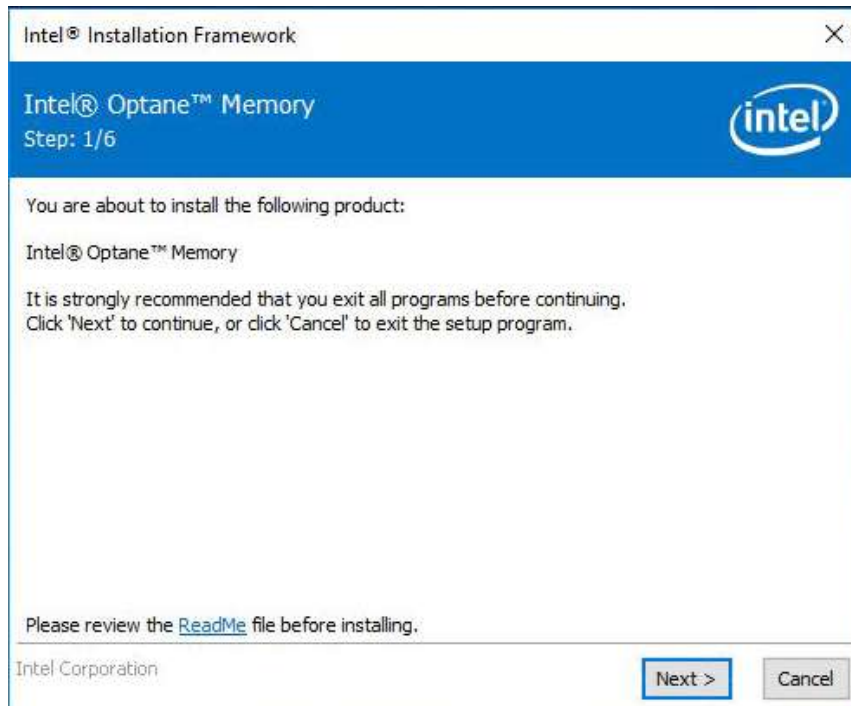 Intel® Installation Framework
Intel® Optane™ Memory
Step: 1/6
intel
You are about to install the following product:
Intel® Optane™ Memory
It is strongly recommended that you exit all programs before continuing.
Click 'Next' to continue, or click 'Cancel' to exit the setup program.
Please review the ReadMe file before installing.
Intel Corporation
Next >
Cancel